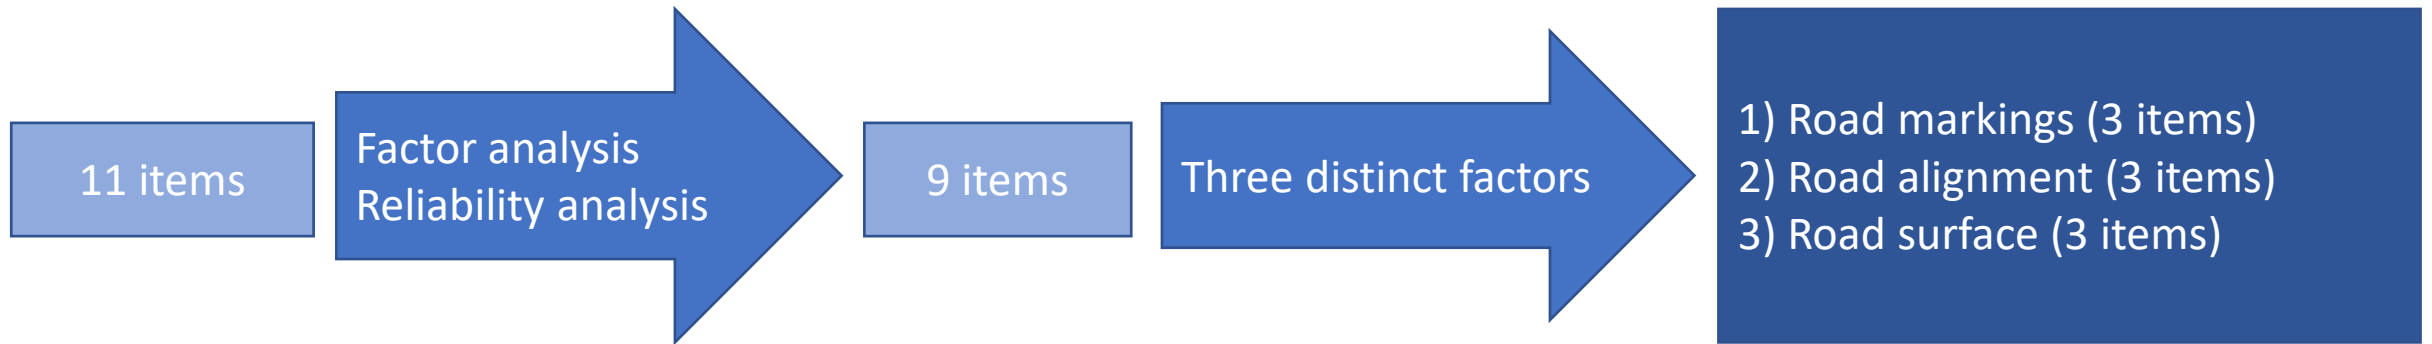 11 items
Factor analysis
Reliability analysis
9 items
Three distinct factors
1) Road markings (3 items)
2) Road alignment (3 items)
3) Road surface (3 items)